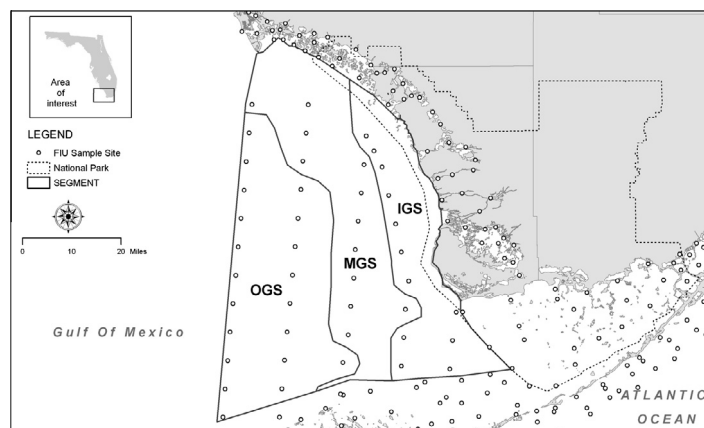 Area
of
interest
LEGEND
FIU Sample Site
National Park
SEGMENT
0 10 20 Miles
IGS
MGS
OGS
Gulf Of Mexico
ATLANTIC
OCEAN